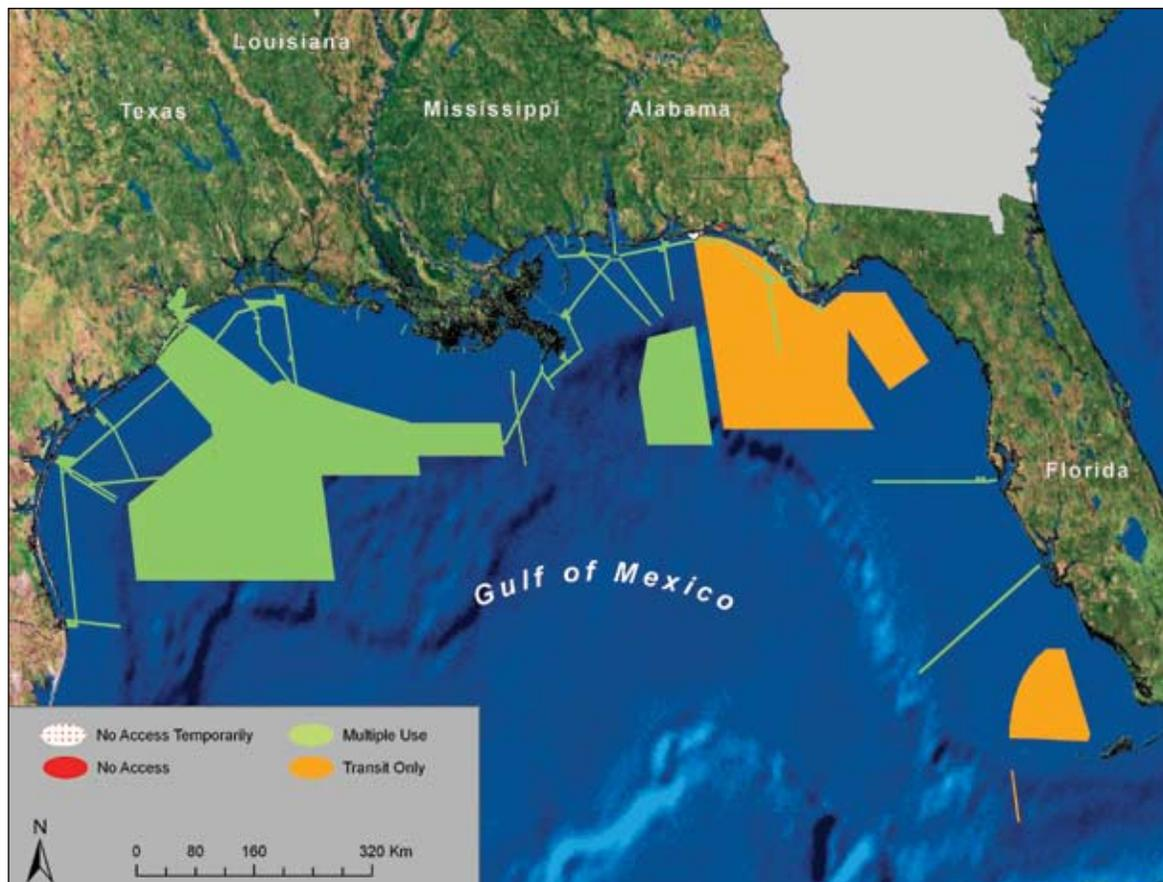 Louisiana
Texas
Mississippi
Alabama
Florida
Gulf of Mexico
No Access Temporarily
Multiple Use
No Access
Transit Only
N
0 80 160 320 Km